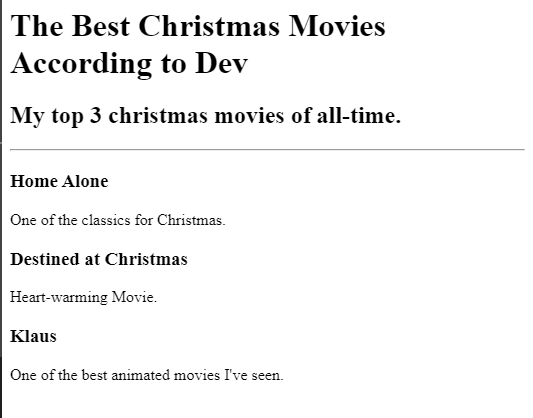 The Best Christmas Movies
According to Dev
My top 3 christmas movies of all-time.
Home Alone
One of the classics for Christmas.
Destined at Christmas
Heart-warming Movie.
Klaus
One of the best animated movies I've seen.